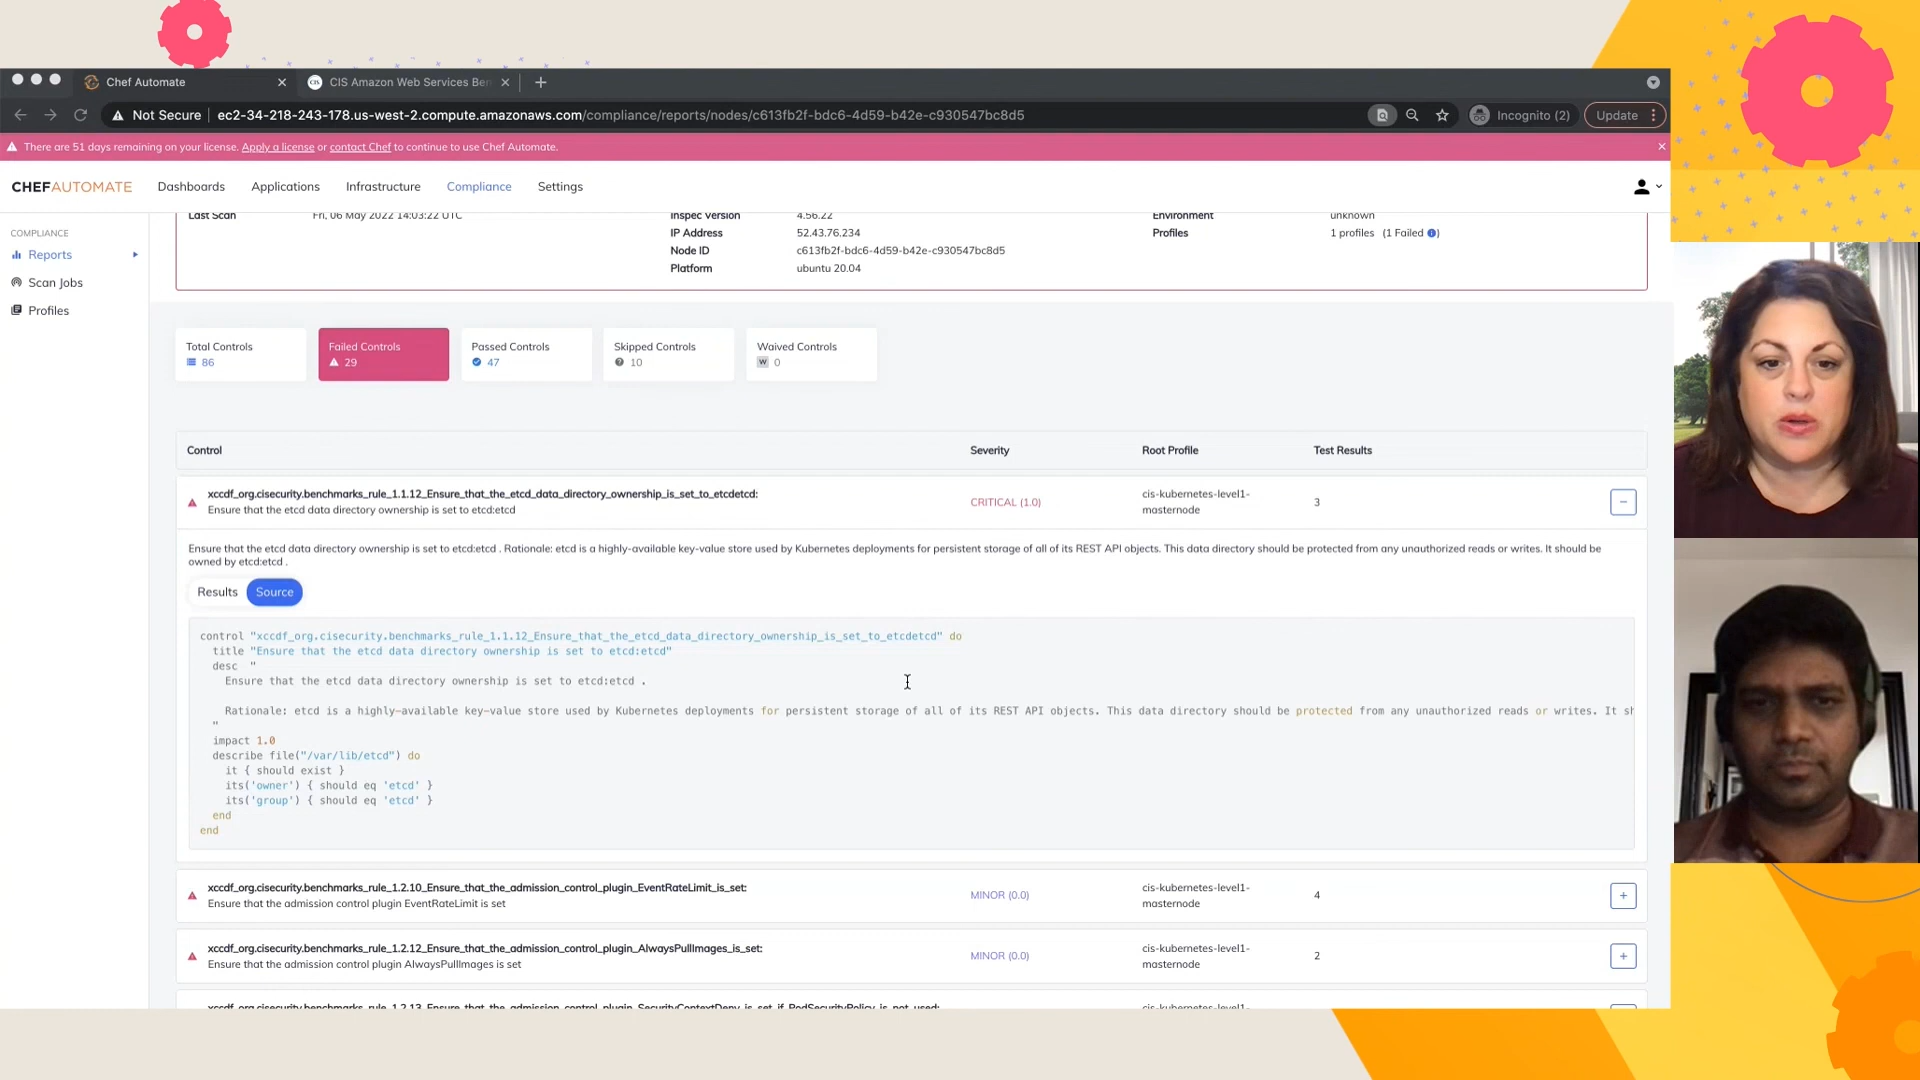 Chef Automate
CIS Amazon Web Services Ben
Not Secure
ec2-34-218-243-178.us-west-2.compute.amazonaws.com/compliance/reports/nodes/c613fb2f-bdc6-4d59-b42e-c930547bc8d5
Incognito (2)
Update
There are 51 days remaining on your license. Apply a license or contact Chef to continue to use Chef Automate.
CHEFAUTOMATE
Dashboards
Applications
Infrastructure
Compliance
Settings
COMPLIANCE
Reports
Scan Jobs
Profiles
Last Scan Fri, 06 May 2022 14:03:22 UTC
Inspec Version 4.56.22
IP Address 52.43.76.234
Node ID c613fb2f-bdc6-4d59-b42e-c930547bc8d5
Platform ubuntu 20.04
Environment unknown
Profiles 1 profiles (1 Failed)
Total Controls
86
Failed Controls
29
Passed Controls
47
Skipped Controls
10
Waived Controls
W 0
Control Severity Root Profile Test Results
xccdf_org.cisecurity.benchmarks_rule_1.1.12_Ensure_that_the_etcd_data_directory_ownership_is_set_to_etcdetcd:
Ensure that the etcd data directory ownership is set to etcd:etcd
CRITICAL (1.0)
cis-kubernetes-level1-
masternode
3
Ensure that the etcd data directory ownership is set to etcd:etcd . Rationale: etcd is a highly-available key-value store used by Kubernetes deployments for persistent storage of all of its REST API objects. This data directory should be protected from any unauthorized reads or writes. It should be
owned by etcd:etcd .
Results
Source
control "xccdf_org.cisecurity.benchmarks_rule_1.1.12_Ensure_that_the_etcd_data_directory_ownership_is_set_to_etcdetcd" do
title "Ensure that the etcd data directory ownership is set to etcd:etcd"
desc "
Ensure that the etcd data directory ownership is set to etcd:etcd .
Rationale: etcd is a highly-available key-value store used by Kubernetes deployments for persistent storage of all of its REST API objects. This data directory should be protected from any unauthorized reads or writes. It sh
"
impact 1.0
describe file("/var/lib/etcd") do
it { should exist }
its('owner') { should eq 'etcd' }
its('group') { should eq 'etcd' }
end
end
xccdf_org.cisecurity.benchmarks_rule_1.2.10_Ensure_that_the_admission_control_plugin_EventRateLimit_is_set:
Ensure that the admission control plugin EventRateLimit is set
MINOR (0.0)
cis-kubernetes-level1-
masternode
4
xccdf_org.cisecurity.benchmarks_rule_1.2.12_Ensure_that_the_admission_control_plugin_AlwaysPullImages_is_set:
Ensure that the admission control plugin AlwaysPullImages is set
MINOR (0.0)
cis-kubernetes-level1-
masternode
2
xccdf_org.cisecurity.benchmarks_rule_1.2.13_Ensure_that_the_admission_control_plugin_SecurityContextDeny_is_set_if_PodSecurityPolicy_is_not_used:
cis-kubernetes-level1-